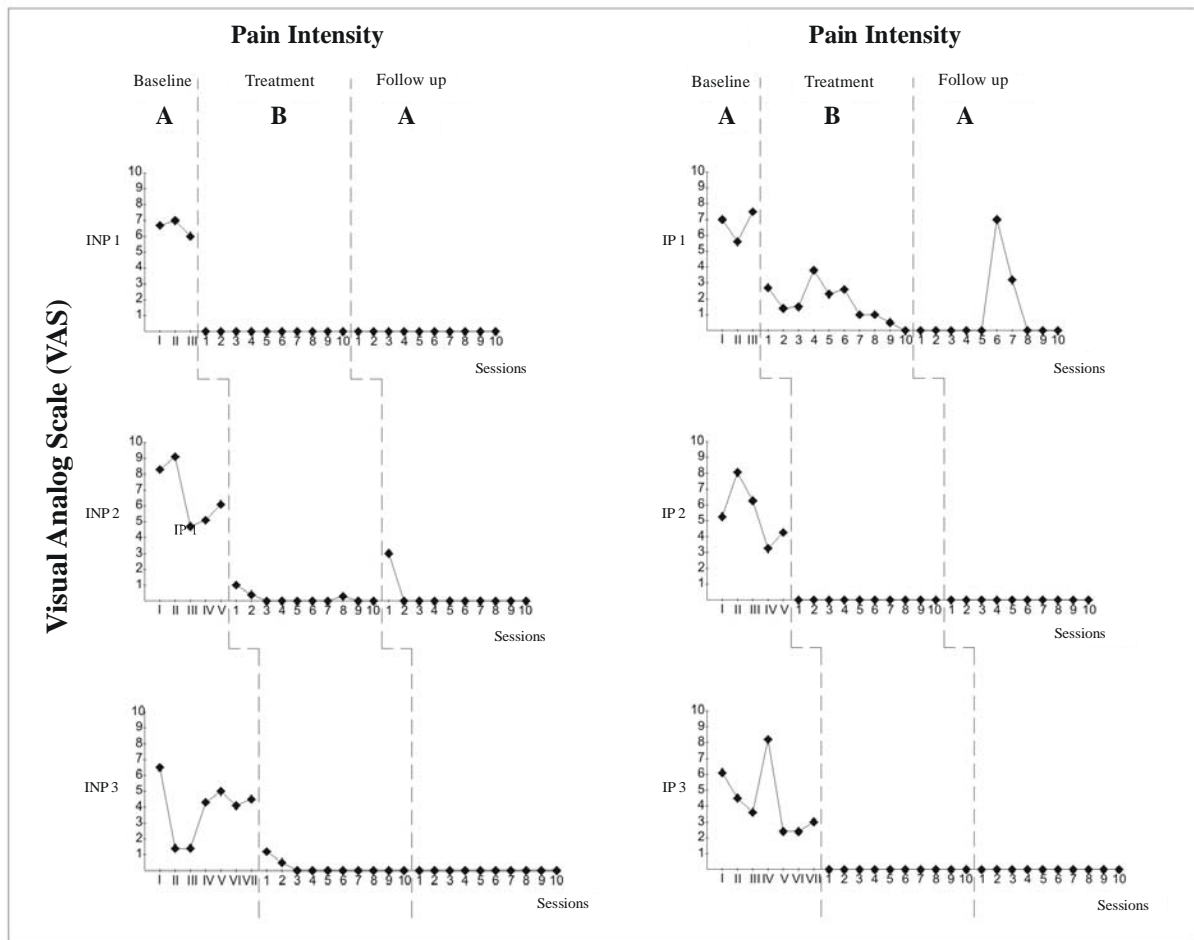 Pain Intensity
Baseline Treatment Follow up
A B A
Visual Analog Scale (VAS)
INP 1
10
9
8
7
6
5
4
3
2
1
I II III 1 2 3 4 5 6 7 8 9 10 1 2 3 4 5 6 7 8 9 10
Sessions
INP 2
10
9
8
7
6
5
4
3
2
1
IP 1
I II III IV V 1 2 3 4 5 6 7 8 9 10 1 2 3 4 5 6 7 8 9 10
Sessions
INP 3
10
9
8
7
6
5
4
3
2
1
I II III IV V VI VII 1 2 3 4 5 6 7 8 9 10 1 2 3 4 5 6 7 8 9 10
Sessions
Pain Intensity
Baseline Treatment Follow up
A B A
IP 1
10
9
8
7
6
5
4
3
2
1
I II III 1 2 3 4 5 6 7 8 9 10 1 2 3 4 5 6 7 8 9 10
Sessions
IP 2
10
9
8
7
6
5
4
3
2
1
I II III IV V 1 2 3 4 5 6 7 8 9 10 1 2 3 4 5 6 7 8 9 10
Sessions
IP 3
10
9
8
7
6
5
4
3
2
1
I II III IV V VI VII 1 2 3 4 5 6 7 8 9 10 1 2 3 4 5 6 7 8 9 10
Sessions